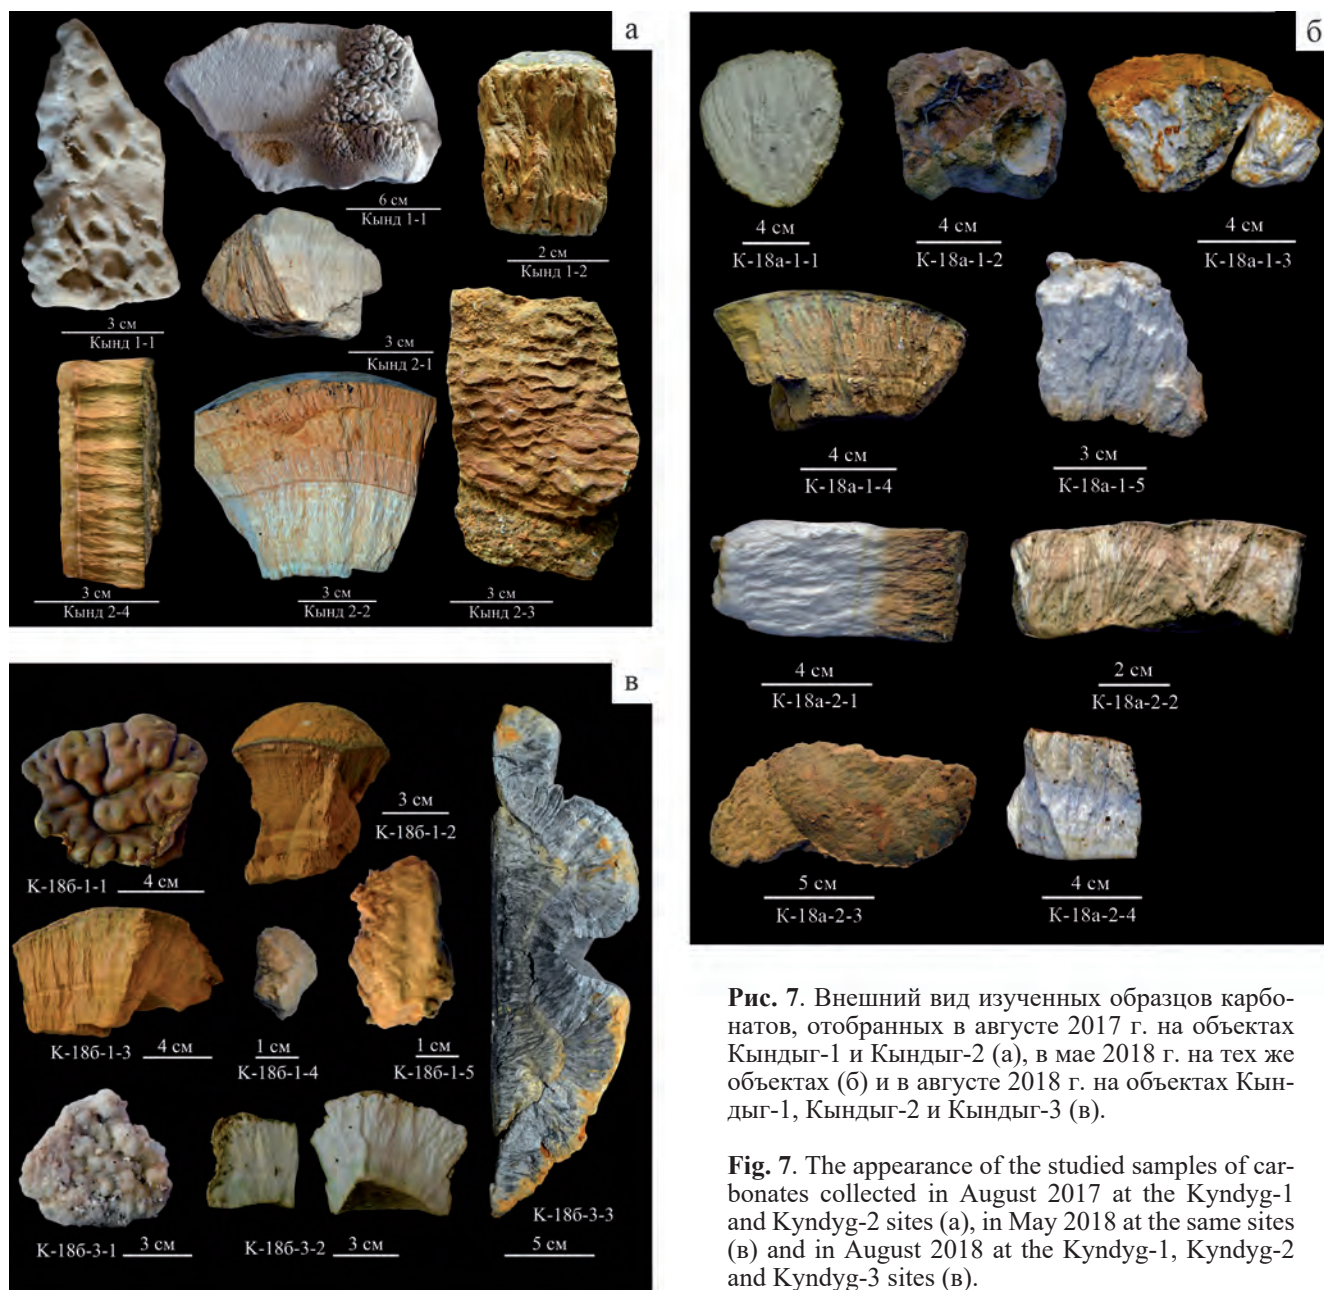 а
6 см
Кынд 1-1
2 см
Кынд 1-2
3 см
Кынд 1-1
3 см
Кынд 2-1
3 см
Кынд 2-4
3 см
Кынд 2-2
3 см
Кынд 2-3
б
4 см
К-18а-1-1
4 см
К-18а-1-2
4 см
К-18а-1-3
4 см
К-18а-1-4
3 см
К-18а-1-5
4 см
К-18а-2-1
2 см
К-18а-2-2
5 см
К-18а-2-3
4 см
К-18а-2-4
в
К-18б-1-1
4 см
3 см
К-18б-1-2
К-18б-1-3
4 см
1 см
К-18б-1-4
1 см
К-18б-1-5
К-18б-3-1
3 см
К-18б-3-2
3 см
К-18б-3-3
5 см
Рис. 7. Внешний вид изученных образцов карбо-
натов, отобранных в августе 2017 г. на объектах
Кындыг-1 и Кындыг-2 (а), в мае 2018 г. на тех же
объектах (б) и в августе 2018 г. на объектах Кын-
дыг-1, Кындыг-2 и Кындыг-3 (в).
Fig. 7. The appearance of the studied samples of car-
bonates collected in August 2017 at the Kyndyg-1
and Kyndyg-2 sites (a), in May 2018 at the same sites
(в) and in August 2018 at the Kyndyg-1, Kyndyg-2
and Kyndyg-3 sites (в).